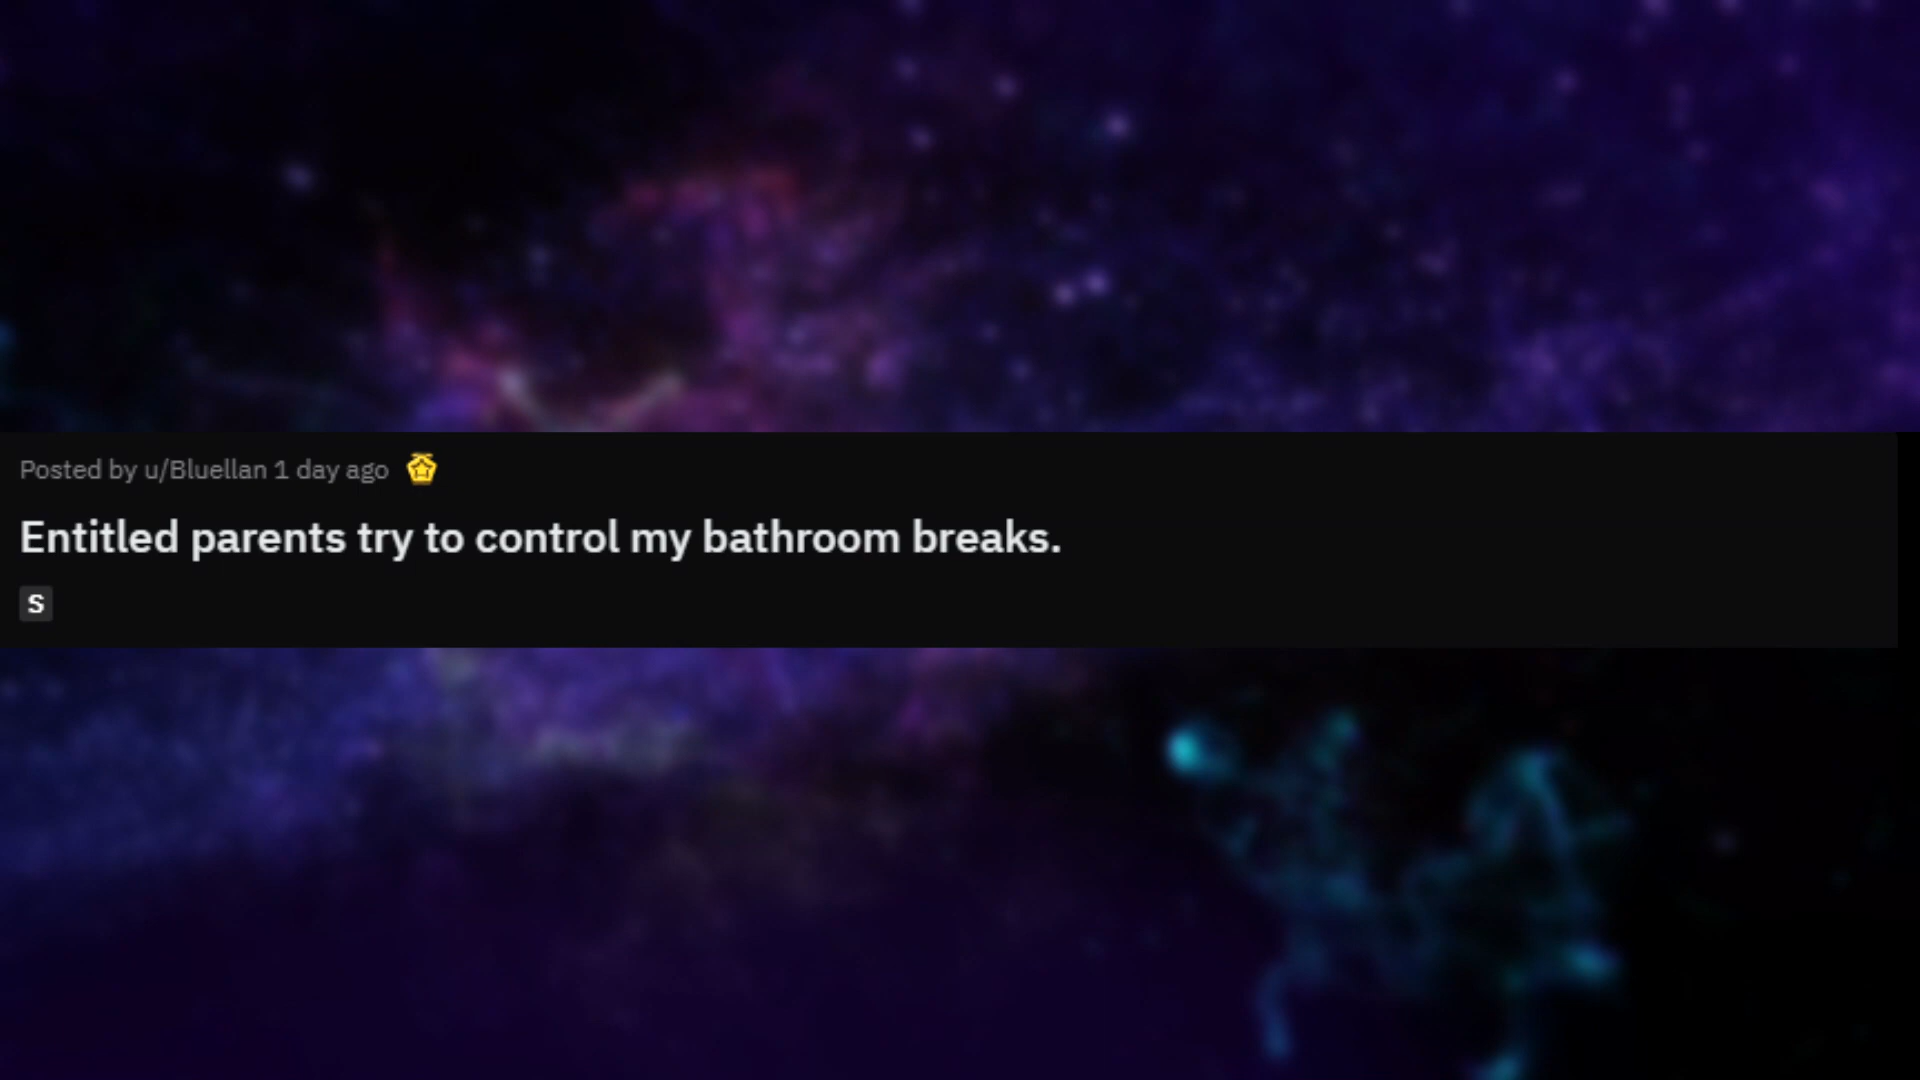 Posted by u/Bluellan 1 day ago
Entitled parents try to control my bathroom breaks.
S